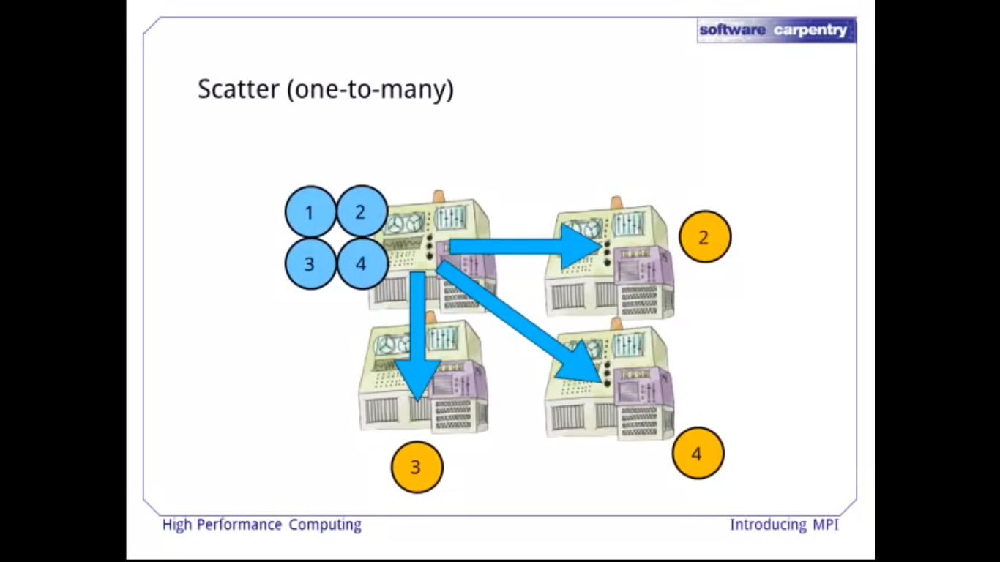 software carpentry
Scatter (one-to-many)
1 2
3 4
2
3
4
High Performance Computing
Introducing MPI